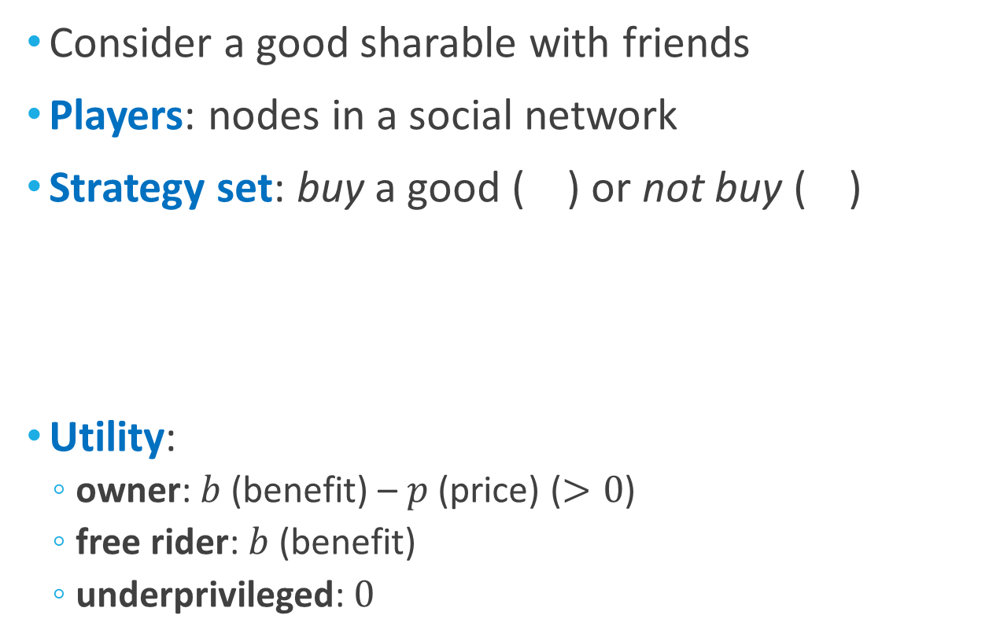 • Consider a good sharable with friends
• Players: nodes in a social network
• Strategy set: buy a good ( ) or not buy ( )
• Utility:
◦ owner: b (benefit) – p (price) (> 0)
◦ free rider: b (benefit)
◦ underprivileged: 0